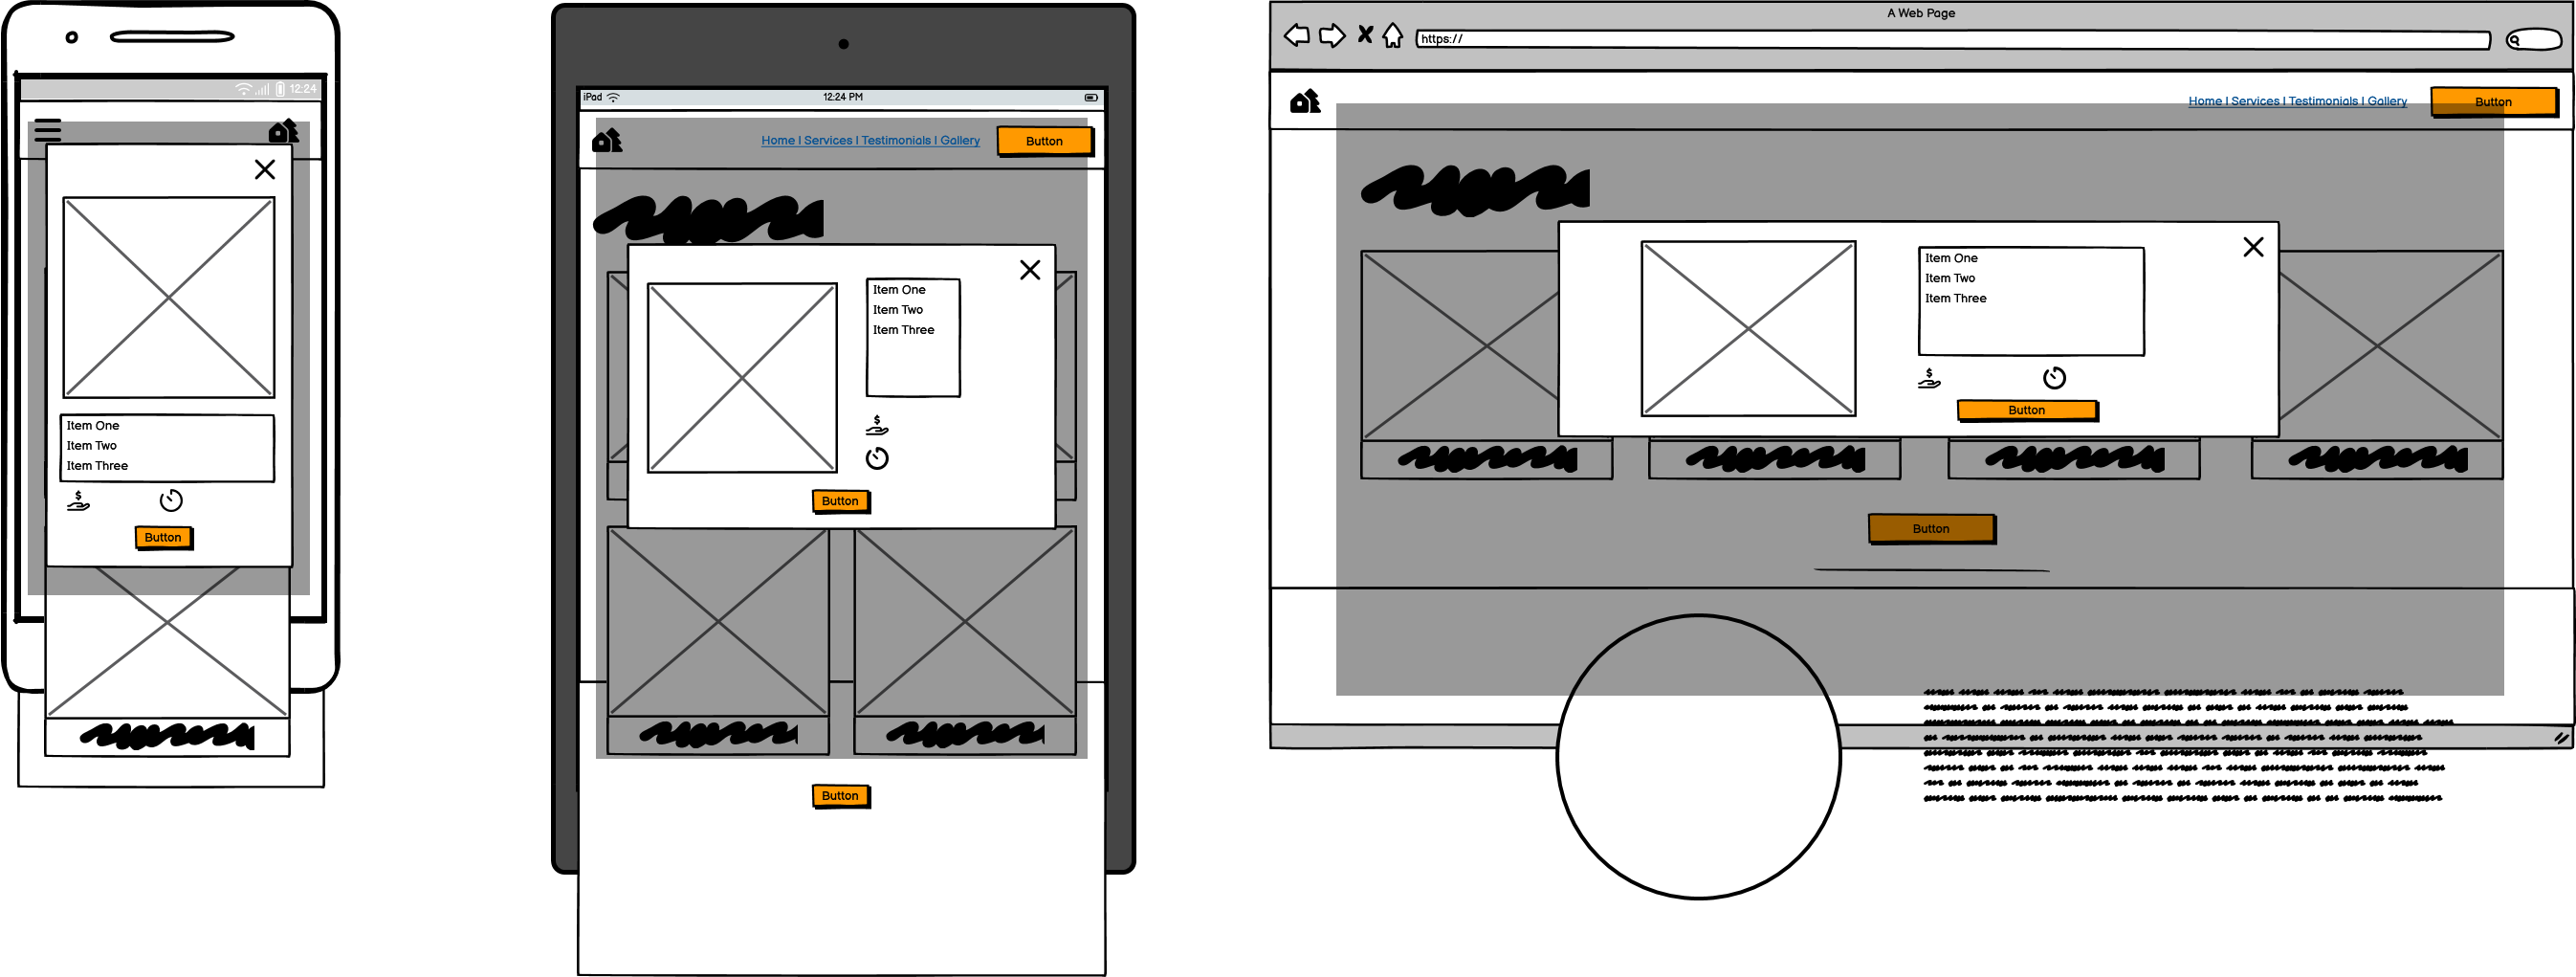 12:24
Item One
Item Two
Item Three
$
Button
iPad 12:24 PM
Home | Services | Testimonials | Gallery Button
Item One
Item Two
Item Three
$
Button
Button
A Web Page
https://
Home | Services | Testimonials | Gallery Button
Item One
Item Two
Item Three
$
Button
Button